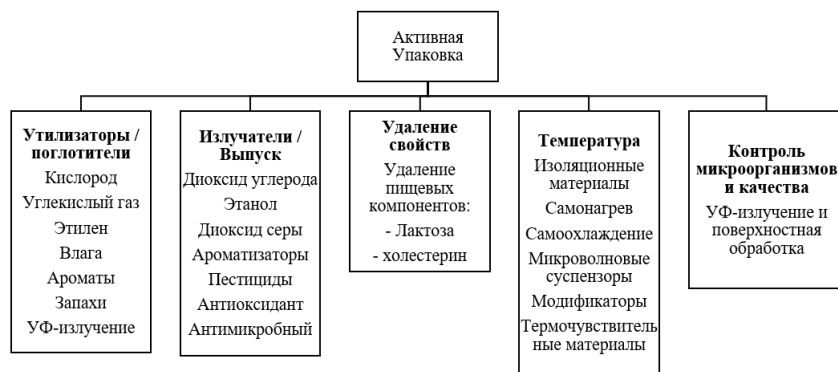 Активная
Упаковка
Утилизаторы /
поглотители
Кислород
Углекислый газ
Этилен
Влага
Ароматы
Запахи
УФ-излучение
Излучатели /
Выпуск
Диоксид углерода
Этанол
Диоксид серы
Ароматизаторы
Пестициды
Антиоксидант
Антимикробный
Удаление
свойств
Удаление
пищевых
компонентов:
- Лактоза
- холестерин
Температура
Изоляционные
материалы
Самонагрев
Самоохлаждение
Микроволновые
суспензоры
Модификаторы
Термочувствитель
ные материалы
Контроль
микроорганизмов
и качества
УФ-излучение и
поверхностная
обработка